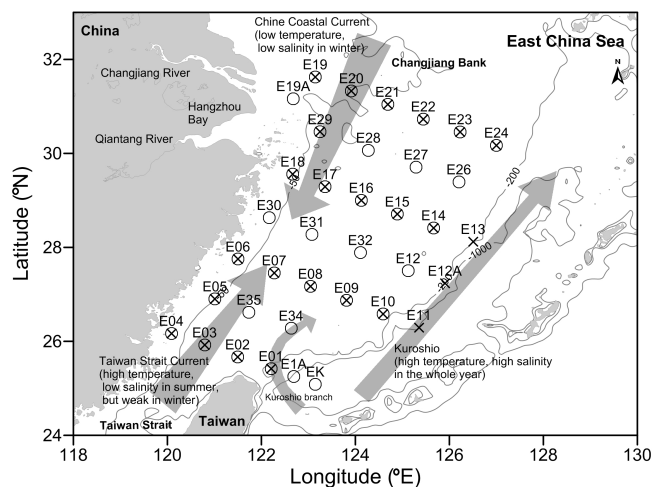 Chine Coastal Current
(low temperature,
low salinity in winter)
China
East China Sea
N
Changjiang River
Changjiang Bank
Hangzhou
Bay
Qiantang River
E19
E19A
E20
E21
E22
E23
E24
E29
E28
E27
E26
E18
E17
E16
E15
E14
E13
E30
E31
E32
E12
E12A
E06
E07
E08
E09
E10
E11
E05
E35
E34
E04
E03
E02
E01
E1A
EK
-50
-50
-200
-200
-1000
Taiwan Strait Current
(high temperature,
low salinity in summer,
but weak in winter)
Kuroshio
(high temperature, high salinity
in the whole year)
Kuroshio branch
Taiwan Strait
Taiwan
32
30
28
26
24
Latitude (ºN)
118
120
122
124
126
128
130
Longitude (ºE)